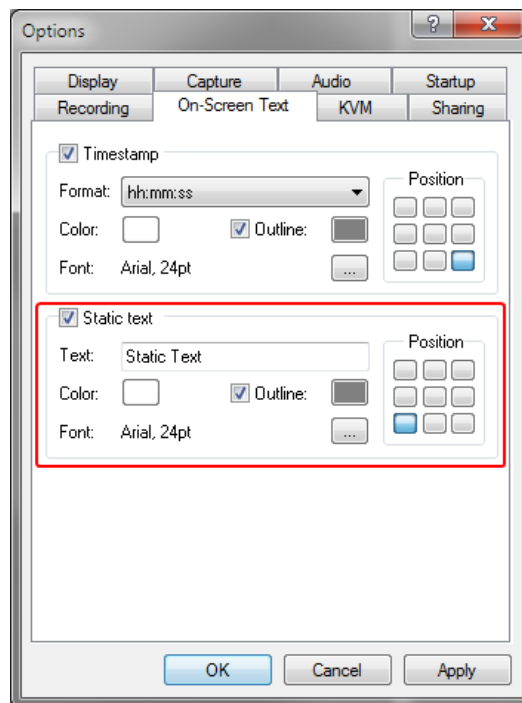 Options
?
X
Display Capture Audio Startup
Recording On-Screen Text KVM Sharing
Timestamp
Format: hh:mm:ss
Position
Color: Outline:
Font: Arial, 24pt ...
Static text
Text: Static Text
Position
Color: Outline:
Font: Arial, 24pt ...
OK Cancel Apply